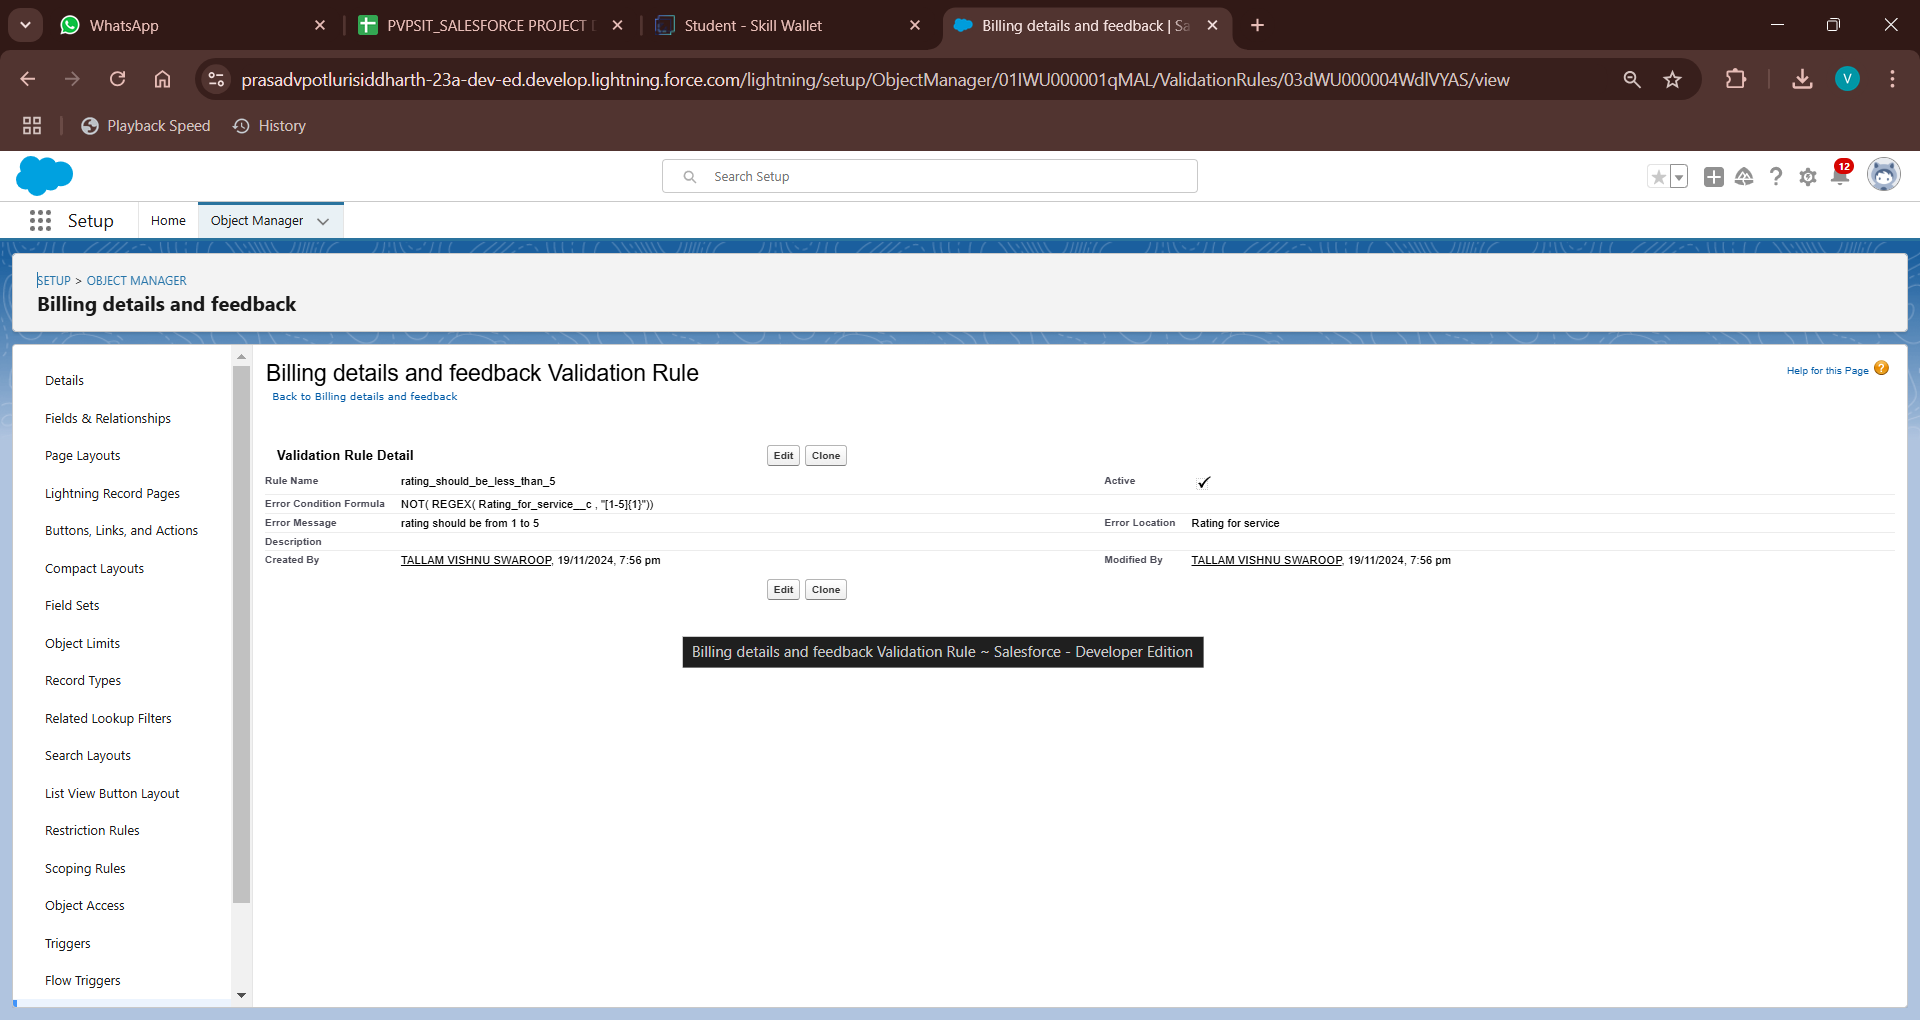 WhatsApp
PVPSIT_SALESFORCE PROJECT
Student - Skill Wallet
Billing details and feedback | Sa
prasadvpotlurisiddharth-23a-dev-ed.develop.lightning.force.com/lightning/setup/ObjectManager/01IWU000001qMAL/ValidationRules/03dWU000004WdlVYAS/view
V
Playback Speed
History
Search Setup
12
Setup
Home
Object Manager
SETUP > OBJECT MANAGER
Billing details and feedback
Details
Fields & Relationships
Page Layouts
Lightning Record Pages
Buttons, Links, and Actions
Compact Layouts
Field Sets
Object Limits
Record Types
Related Lookup Filters
Search Layouts
List View Button Layout
Restriction Rules
Scoping Rules
Object Access
Triggers
Flow Triggers
Billing details and feedback Validation Rule
Help for this Page ?
Back to Billing details and feedback
Validation Rule Detail Edit Clone
Rule Name rating_should_be_less_than_5 Active ✓
Error Condition Formula NOT( REGEX( Rating_for_service__c , "[1-5]{1}"))
Error Message rating should be from 1 to 5 Error Location Rating for service
Description
Created By TALLAM VISHNU SWAROOP, 19/11/2024, 7:56 pm Modified By TALLAM VISHNU SWAROOP, 19/11/2024, 7:56 pm
Edit Clone
Billing details and feedback Validation Rule ~ Salesforce - Developer Edition